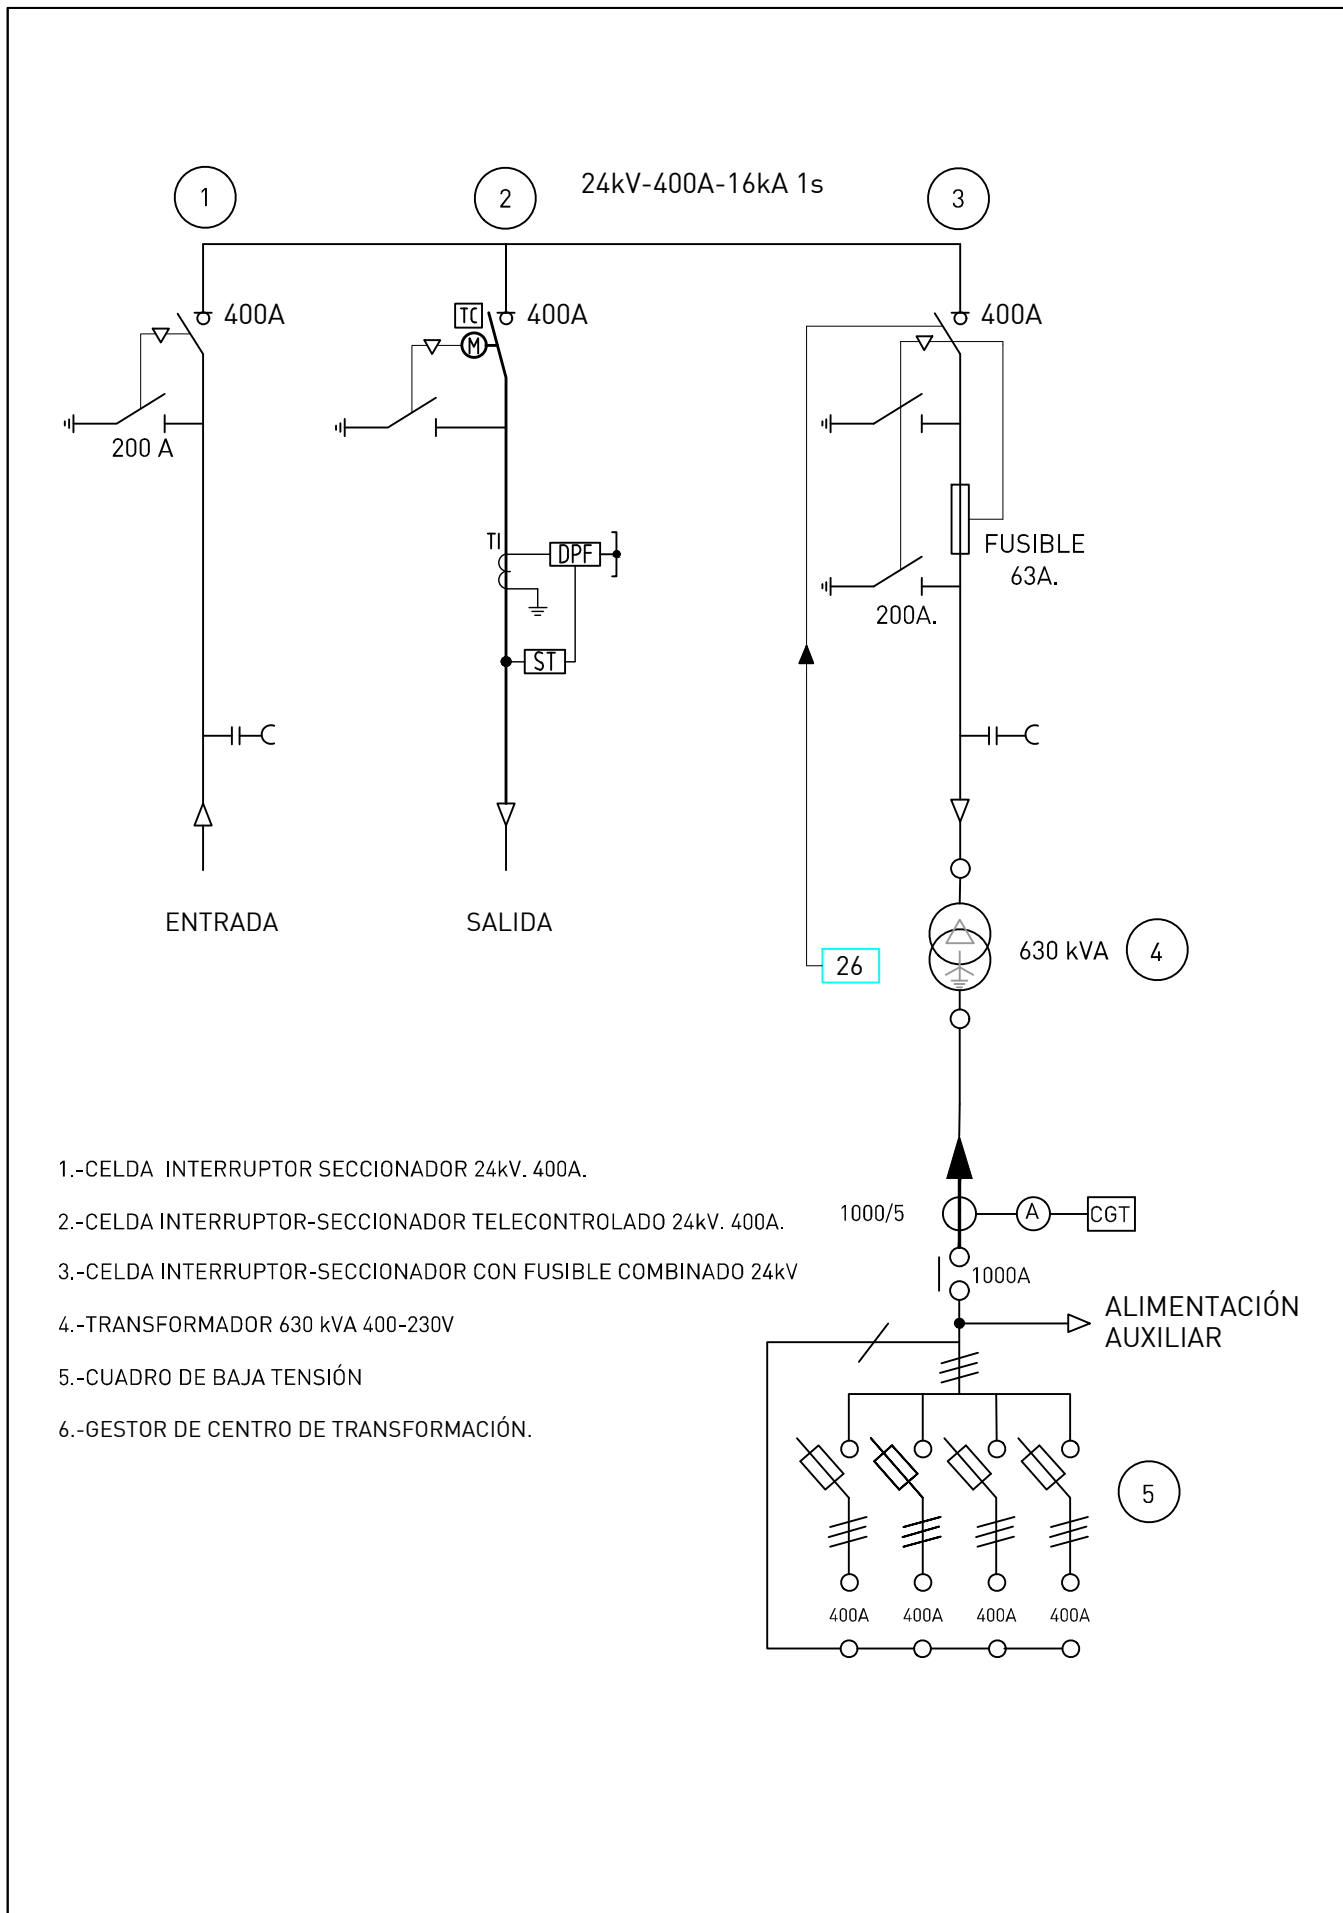 1
2
24kV-400A-16kA 1s
3
400A
TC
400A
400A
M
200 A
TI
DPF
FUSIBLE
63A.
200A.
ST
ENTRADA
SALIDA
26
630 kVA
4
1.-CELDA INTERRUPTOR SECCIONADOR 24kV. 400A.
2.-CELDA INTERRUPTOR-SECCIONADOR TELECONTROLADO 24kV. 400A.
3.-CELDA INTERRUPTOR-SECCIONADOR CON FUSIBLE COMBINADO 24kV
4.-TRANSFORMADOR 630 kVA 400-230V
5.-CUADRO DE BAJA TENSIÓN
6.-GESTOR DE CENTRO DE TRANSFORMACIÓN.
1000/5
A
CGT
1000A
ALIMENTACIÓN
AUXILIAR
5
400A
400A
400A
400A